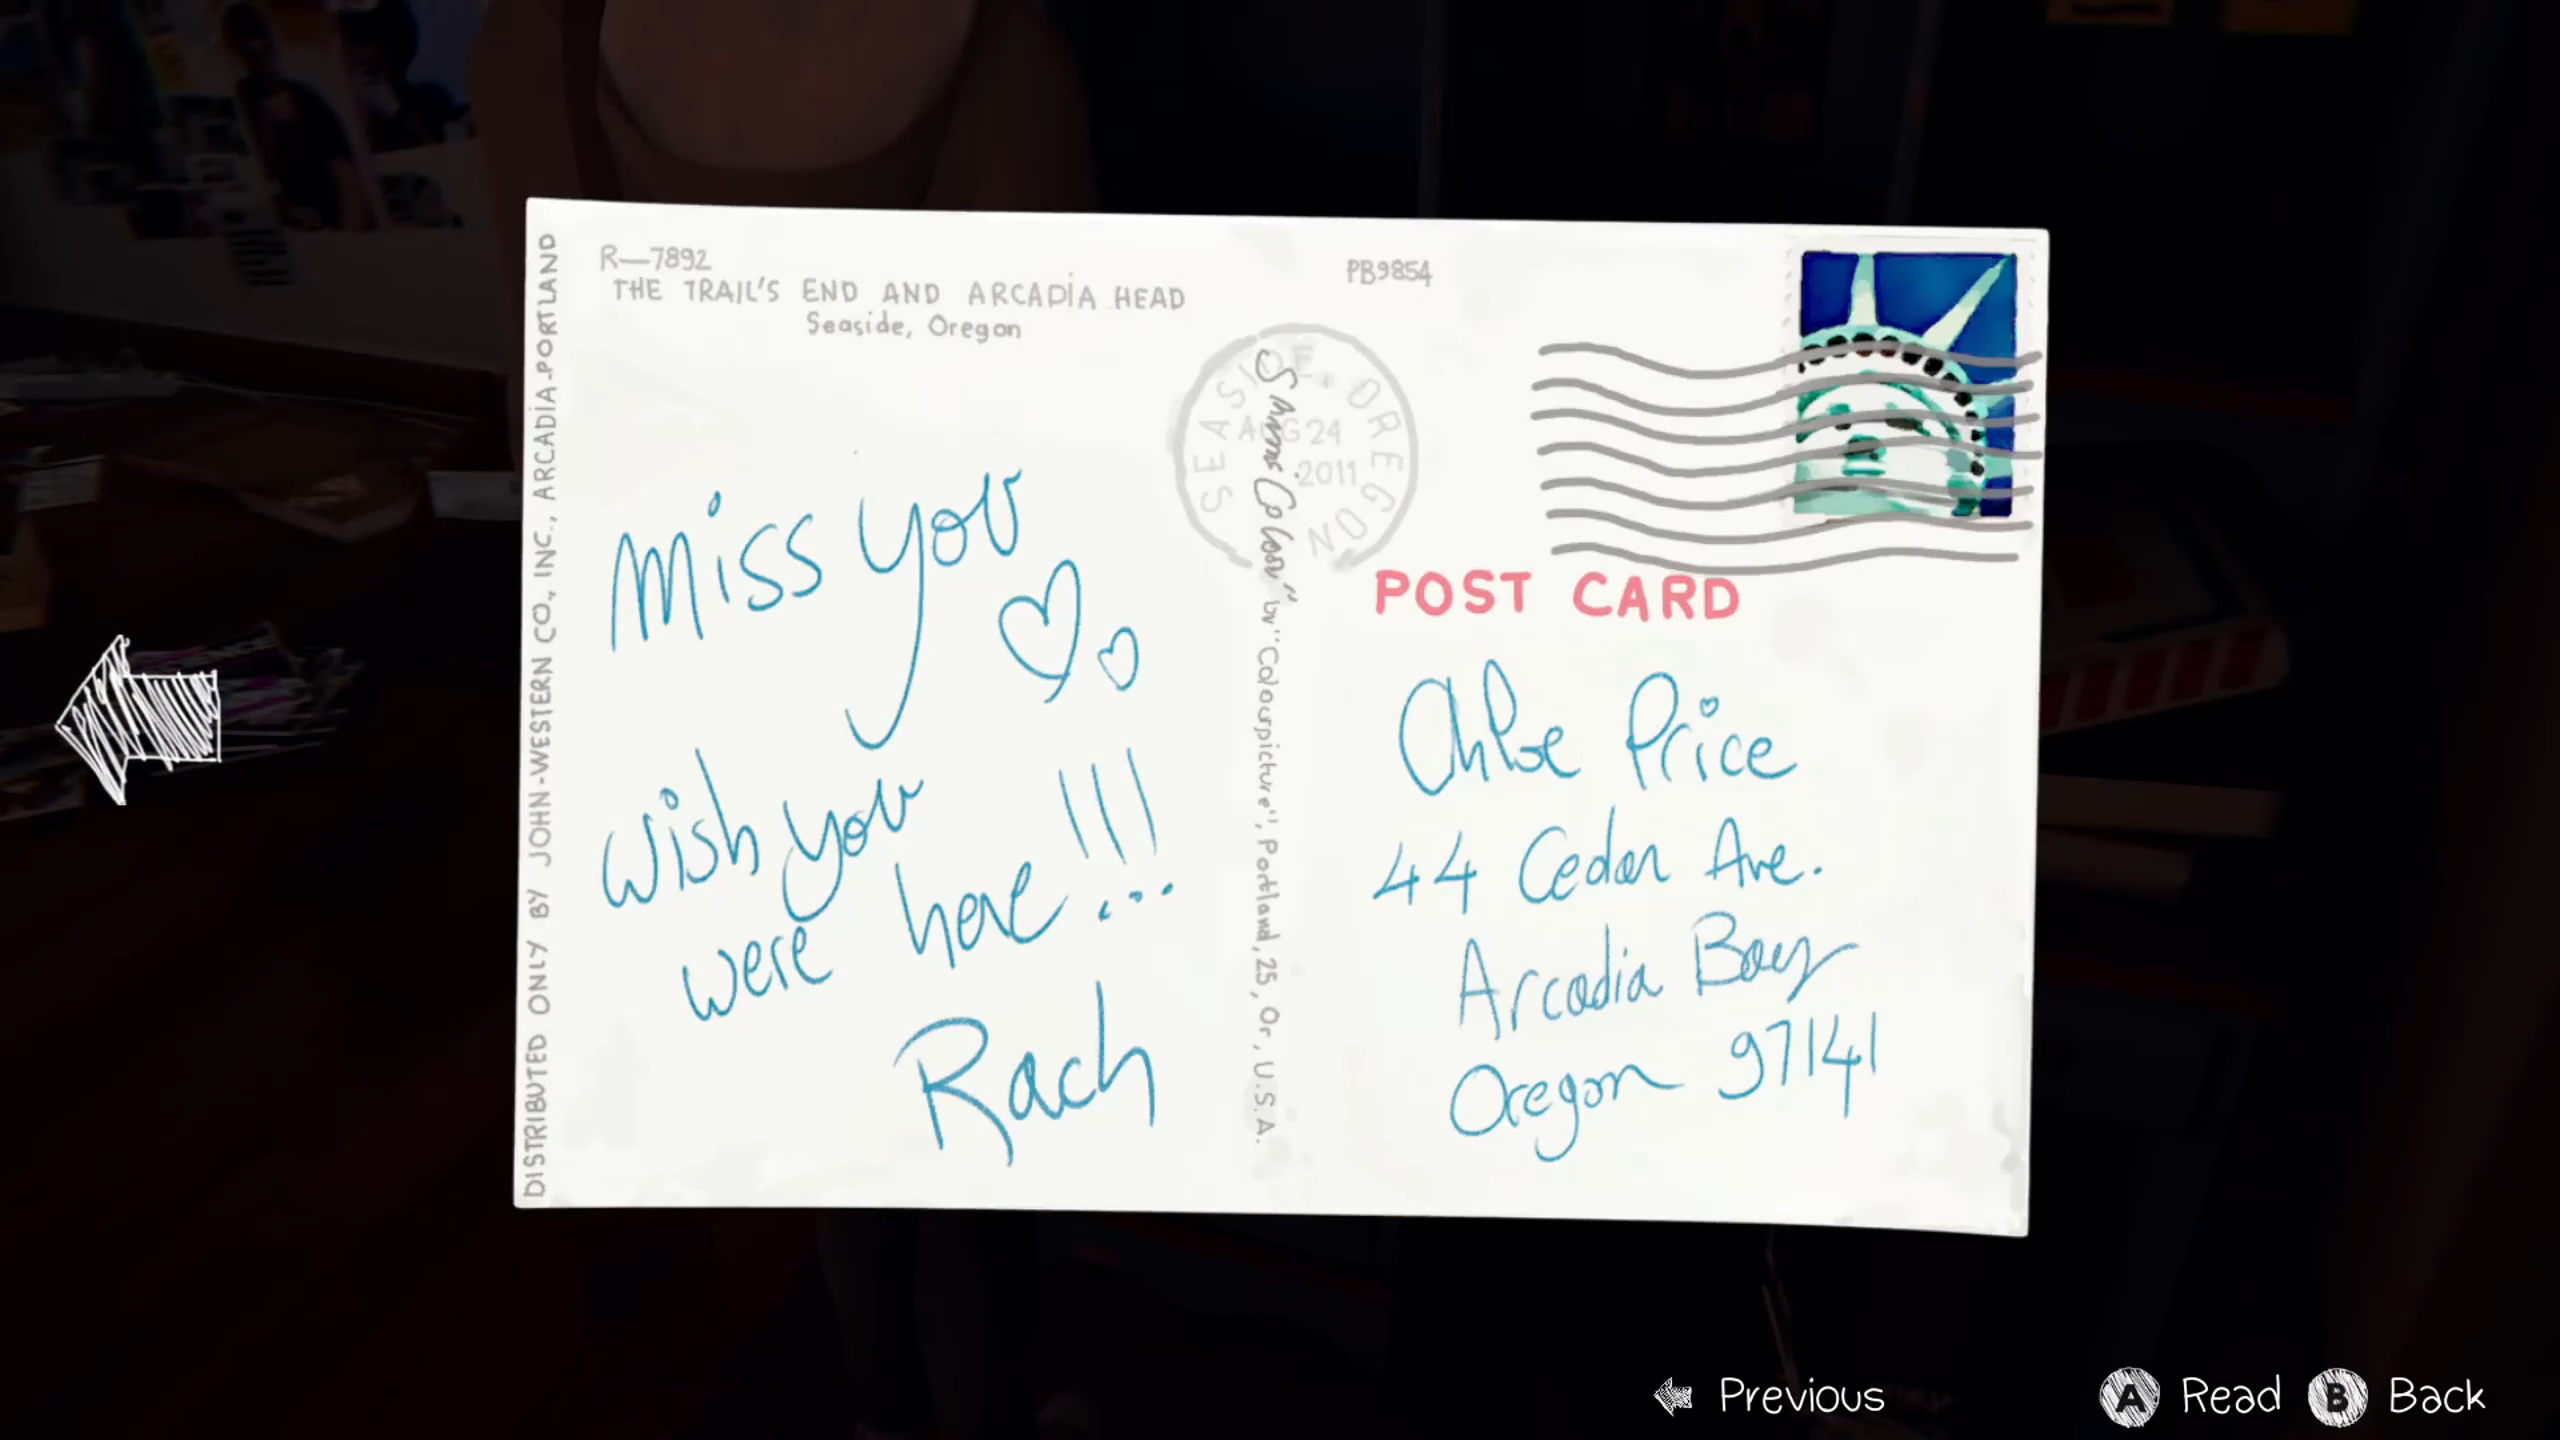 R—7892
THE TRAIL'S END AND ARCADIA HEAD
Seaside, Oregon
PB9854
DISTRIBUTED ONLY BY JOHN-WESTERN CO., INC., ARCADIA-PORTLAND
SEASIDE, OREGON
AUG 24
2011
by "Colourpicture", Portland, 25, Or, U.S.A.
Miss you
wish you
were here!!!...
Rach
POST CARD
Chloe Price
44 Cedar Ave.
Arcadia Bay
Oregon 97141
Previous
A Read B Back